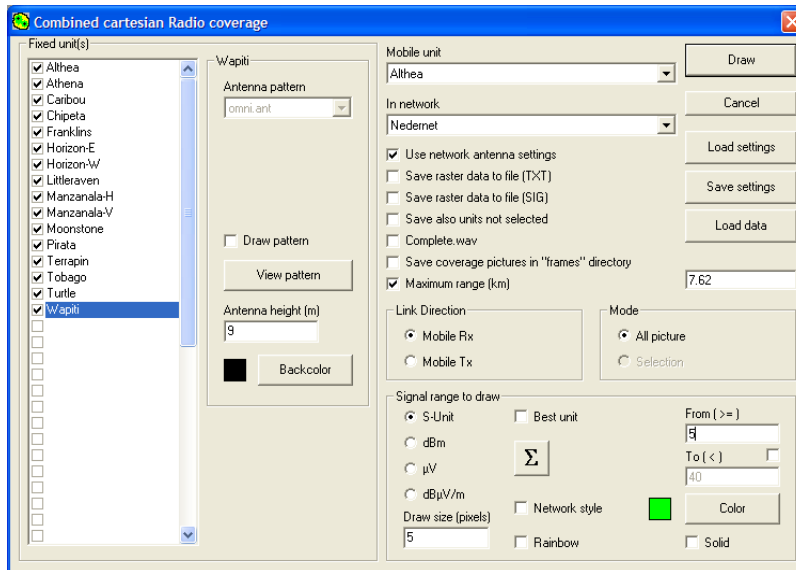 Combined cartesian Radio coverage
Fixed unit(s)
Althea
Athena
Caribou
Chipeta
Franklins
Horizon-E
Horizon-W
Littleraven
Manzanala-H
Manzanala-V
Moonstone
Pirata
Terrapin
Tobago
Turtle
Wapiti
Wapiti
Antenna pattern
omni.ant
Draw pattern
View pattern
Antenna height (m)
9
Backcolor
Mobile unit
Althea
In network
Nedernet
Use network antenna settings
Save raster data to file (TXT)
Save raster data to file (SIG)
Save also units not selected
Complete.wav
Save coverage pictures in "frames" directory
Maximum range (km)
7.62
Draw
Cancel
Load settings
Save settings
Load data
Link Direction
Mobile Rx
Mobile Tx
Mode
All picture
Selection
Signal range to draw
S-Unit
dBm
µV
dBµV/m
Draw size (pixels)
5
Best unit
Σ
Network style
Rainbow
From ( >= )
5
To ( < )
40
Color
Solid